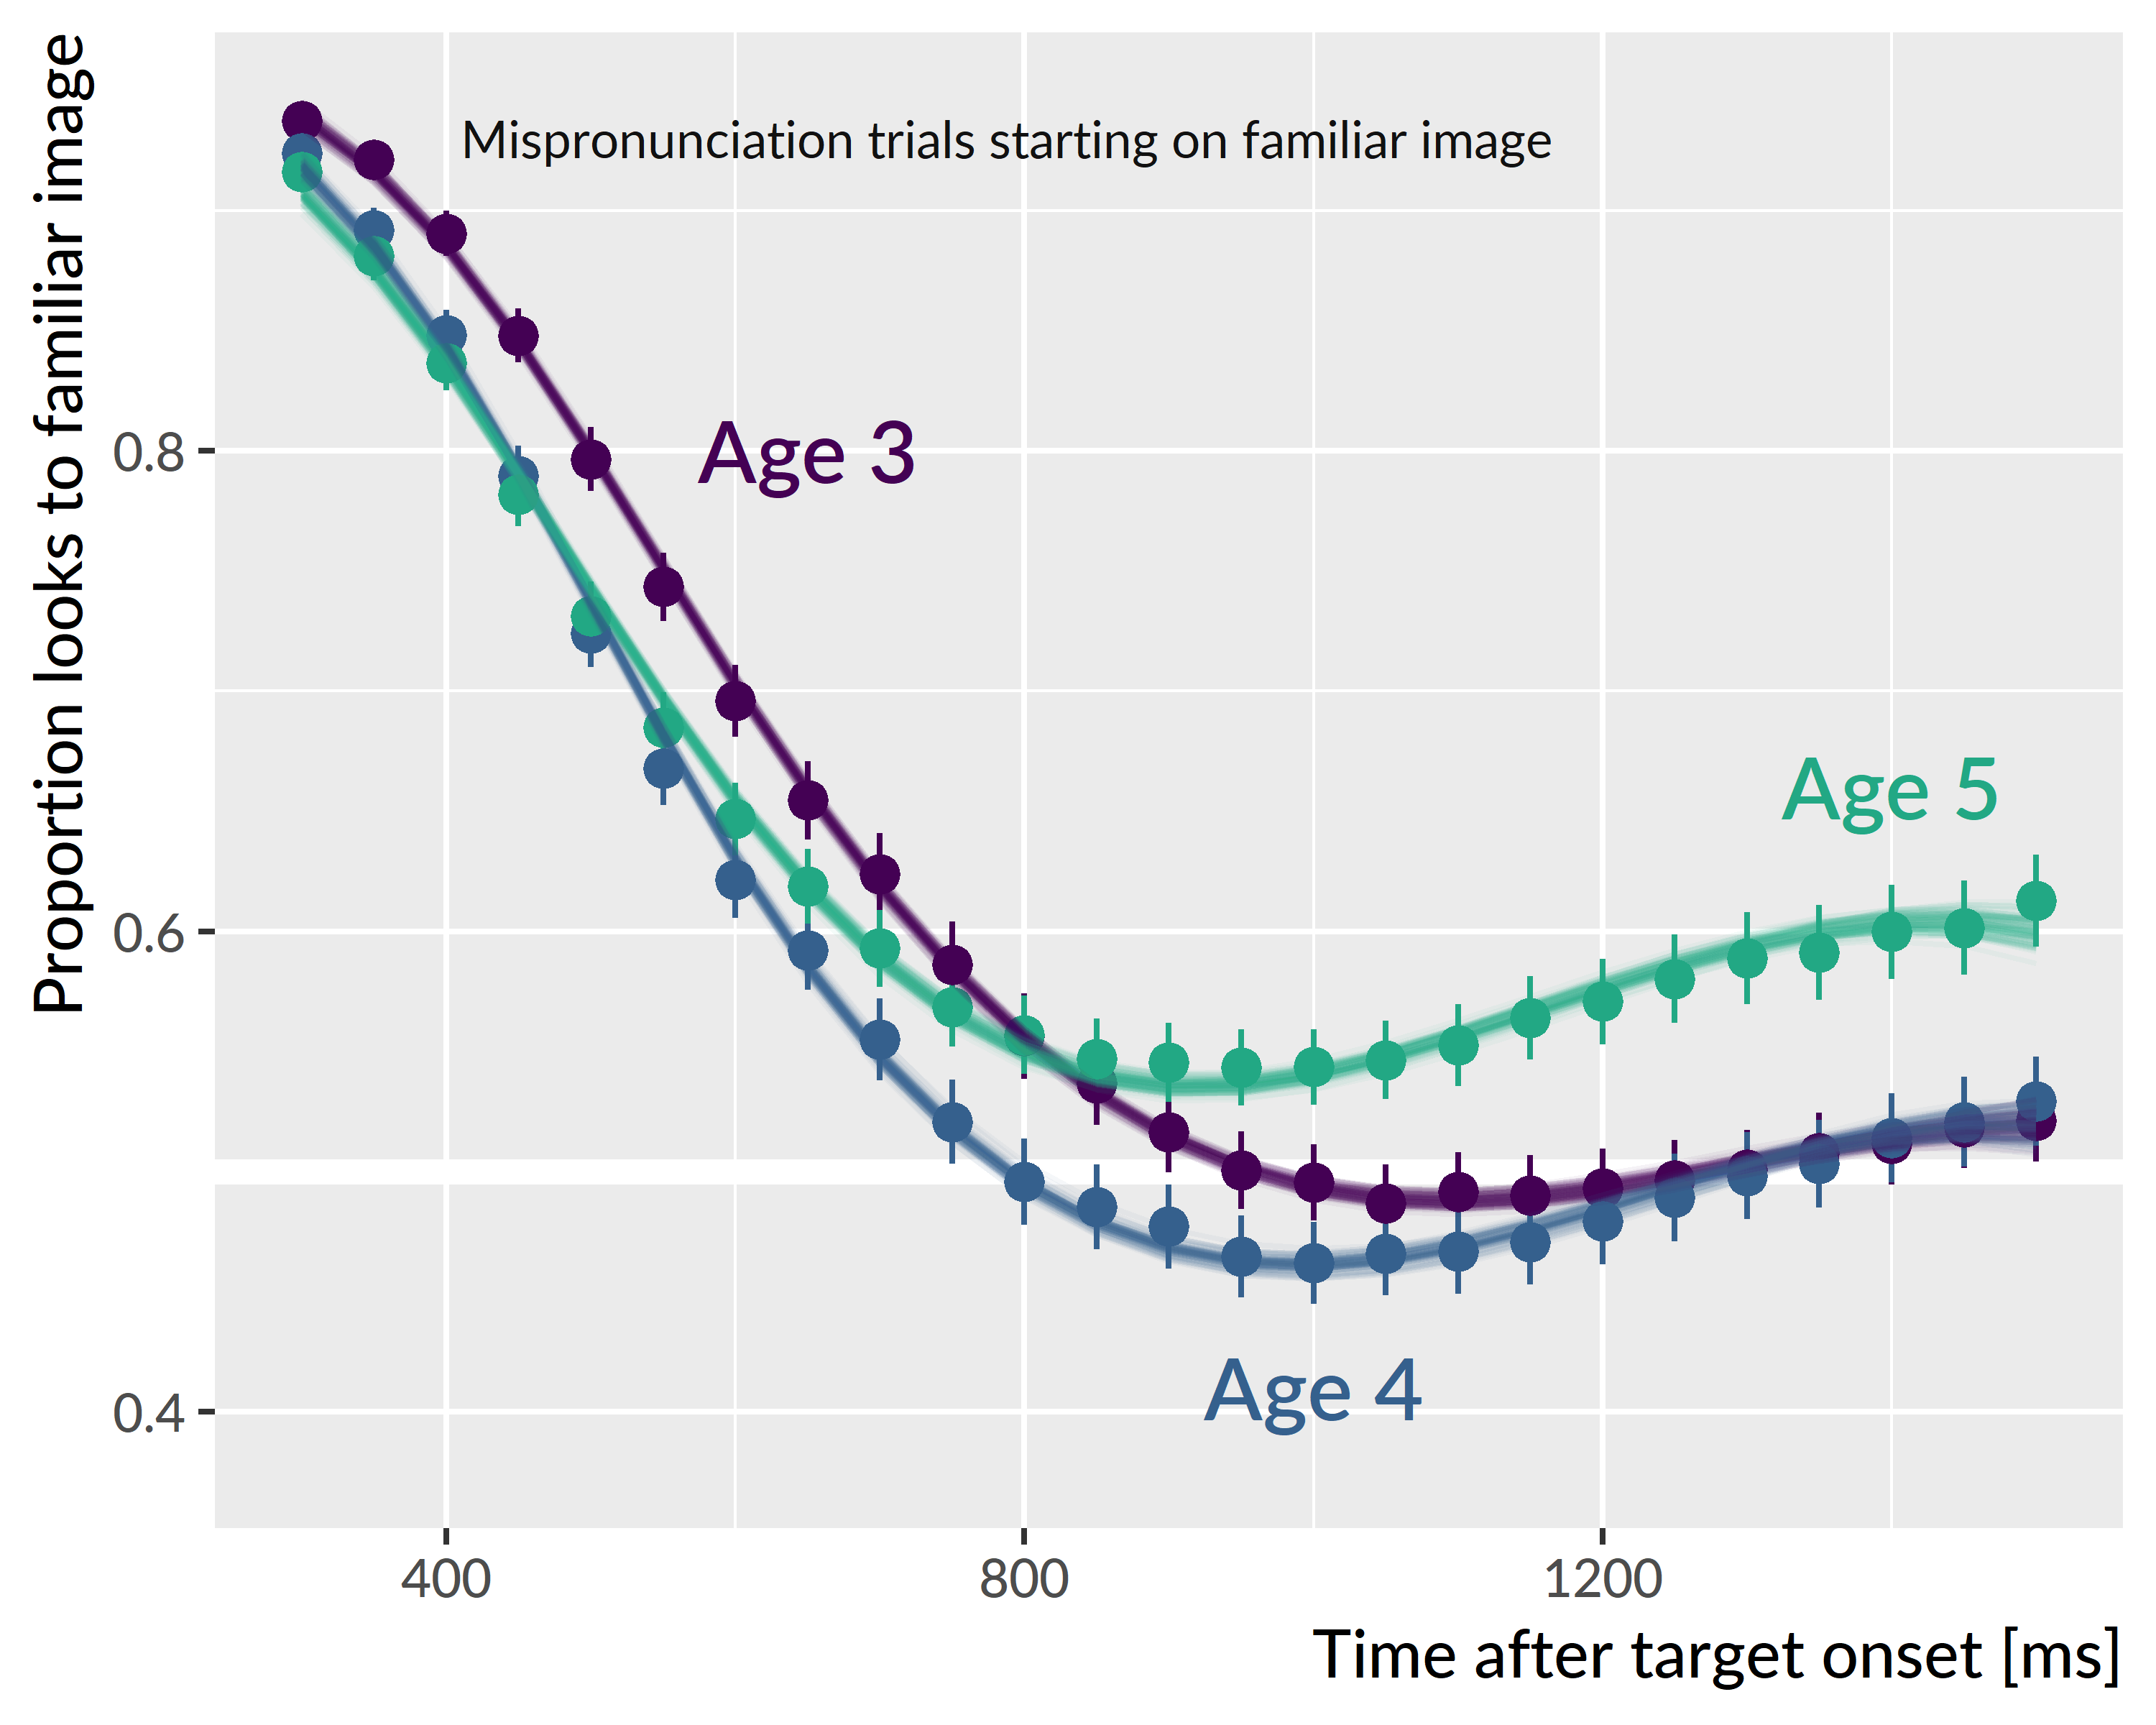 Proportion looks to familiar image
Mispronunciation trials starting on familiar image
Age 3
Age 5
Age 4
0.8
0.6
0.4
400
800
1200
Time after target onset [ms]